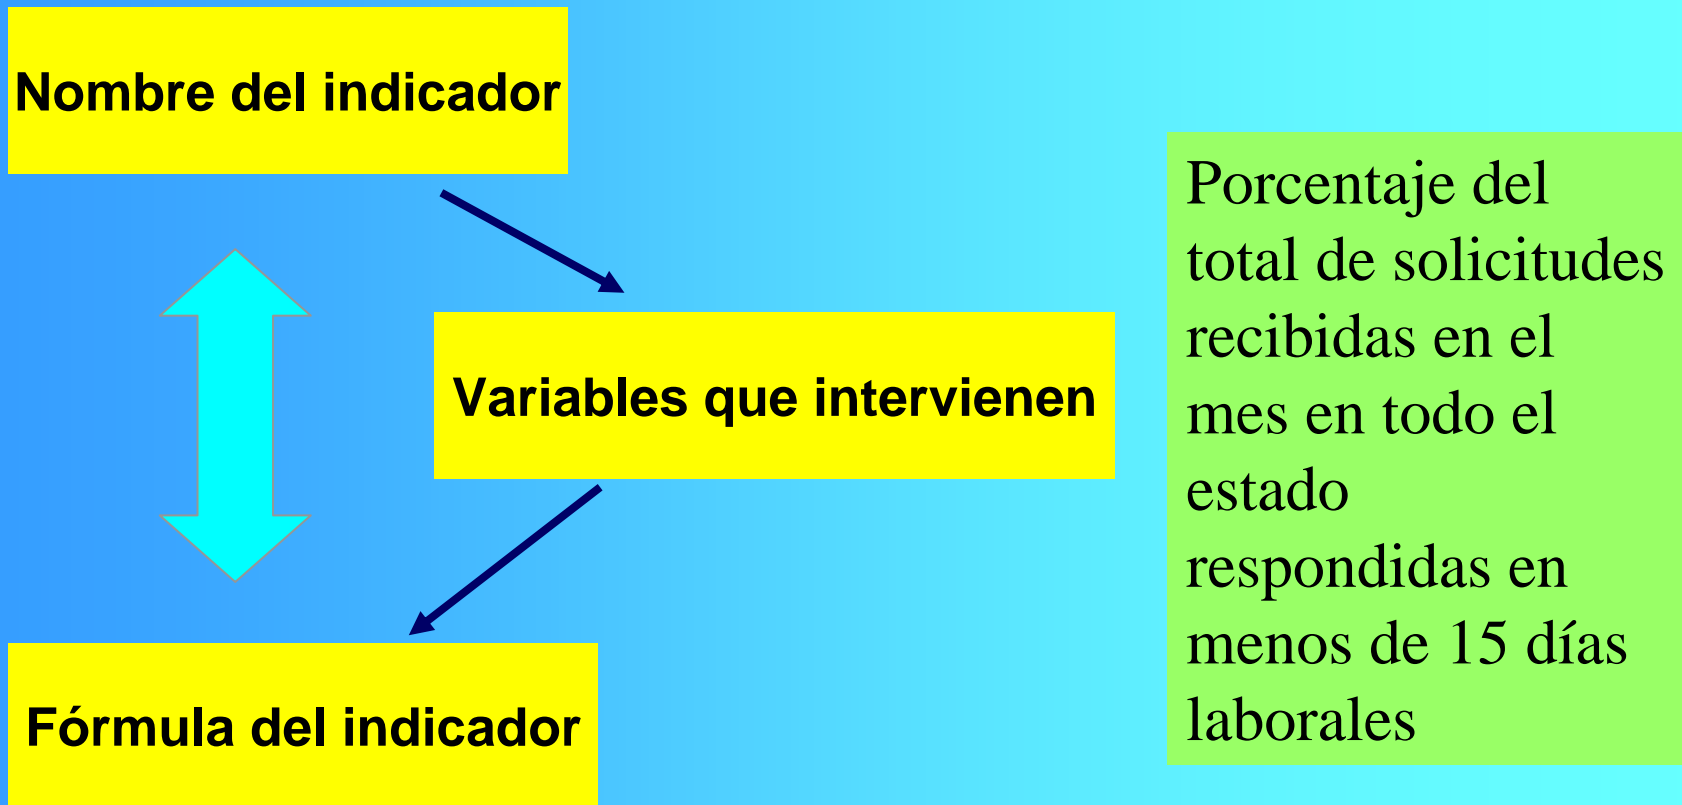 Nombre del indicador
Variables que intervienen
Fórmula del indicador
Porcentaje del
total de solicitudes
recibidas en el
mes en todo el
estado
respondidas en
menos de 15 días
laborales